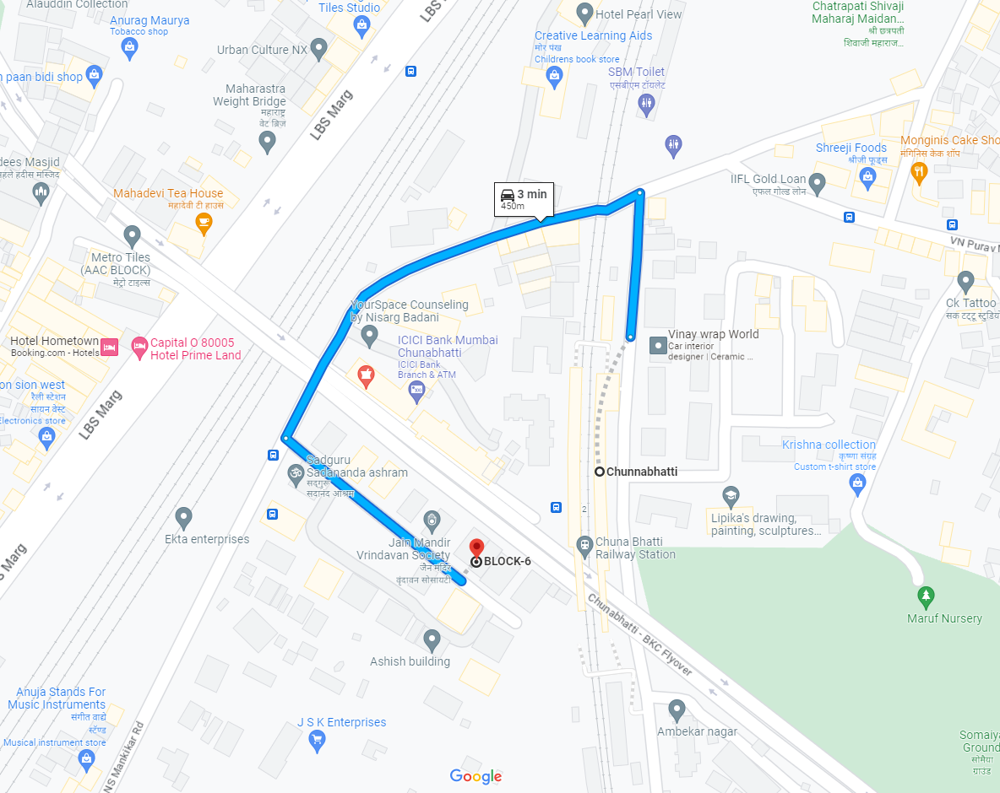 Alauddin Collection
Tiles Studio
LBS
Hotel Pearl View
Chatrapati Shivaji
Maharaj Maidan...
श्री छत्रपती
शिवाजी महाराज...
Anurag Maurya
Tobacco shop
Urban Culture NX
Creative Learning Aids
मोर पंख
Childrens book store
SBM Toilet
एसबीएम टॉयलेट
paan bidi shop
Maharastra
Weight Bridge
महाराष्ट्र
वेट ब्रिज
LBS Marg
Monginis Cake Sho
मंगिनिस केक शॉप
Shreeji Foods
श्रीजी फूड्स
dees Masjid
हले हदीस मस्जिद
IIFL Gold Loan
एफल गोल्ड लोन
Mahadevi Tea House
महादेवी टी हाउस
3 min
450m
VN Purav
Metro Tiles
(AAC BLOCK)
मेट्रो टाइल्स
YourSpace Counseling
by Nisarg Badani
Ck Tattoo
सक टट्टू स्टुडियो
Hotel Hometown
Booking.com - Hotels
Capital O 80005
Hotel Prime Land
ICICI Bank Mumbai
Chunabhatti
ICICI Bank
Branch & ATM
Vinay wrap World
Car interior
designer | Ceramic ...
on sion west
रैली स्टेशन
सायन वेस्ट
Electronics store
LBS Marg
Krishna collection
कृष्णा संग्रह
Custom t-shirt store
Sadguru
Sadananda ashram
सद्गुरू
सदानंद आश्रम
Chunnabhatti
2
Lipika's drawing,
painting, sculptures...
Ekta enterprises
Jain Mandir
Vrindavan Society
जैन मंदिर
वृंदावन सोसायटी
BLOCK-6
Chuna Bhatti
Railway Station
S Marg
Chunabhatti - BKC Flyover
Maruf Nursery
Ashish building
Anuja Stands For
Music Instruments
संगीत वाद्ये
स्टॅण्ड
Musical instrument store
J S K Enterprises
Ambekar nagar
NS Mankikar Rd
Somaiya
Ground
सोमैया
ग्राउंड
Google